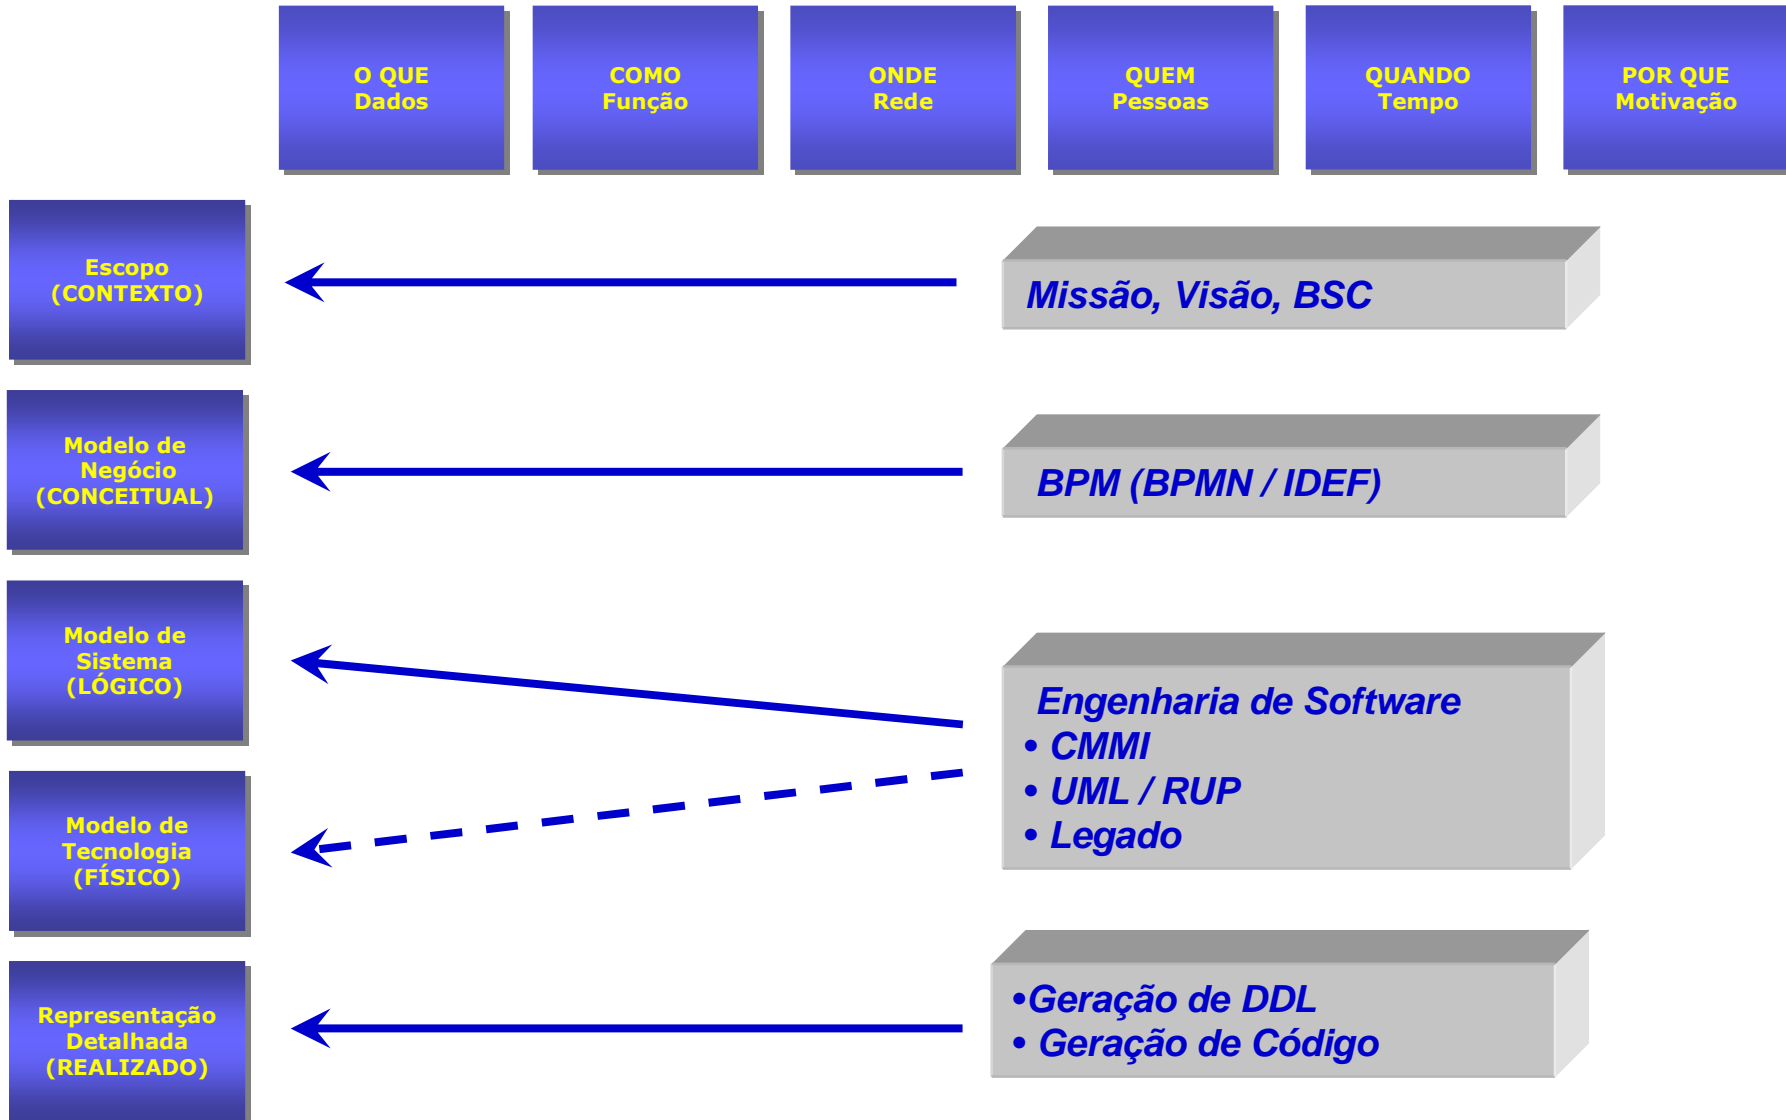 O QUE
Dados
COMO
Função
ONDE
Rede
QUEM
Pessoas
QUANDO
Tempo
POR QUE
Motivação
Escopo
(CONTEXTO)
Missão, Visão, BSC
Modelo de
Negócio
(CONCEITUAL)
BPM (BPMN / IDEF)
Modelo de
Sistema
(LÓGICO)
Engenharia de Software
• CMMI
• UML / RUP
• Legado
Modelo de
Tecnologia
(FÍSICO)
Representação
Detalhada
(REALIZADO)
•Geração de DDL
• Geração de Código